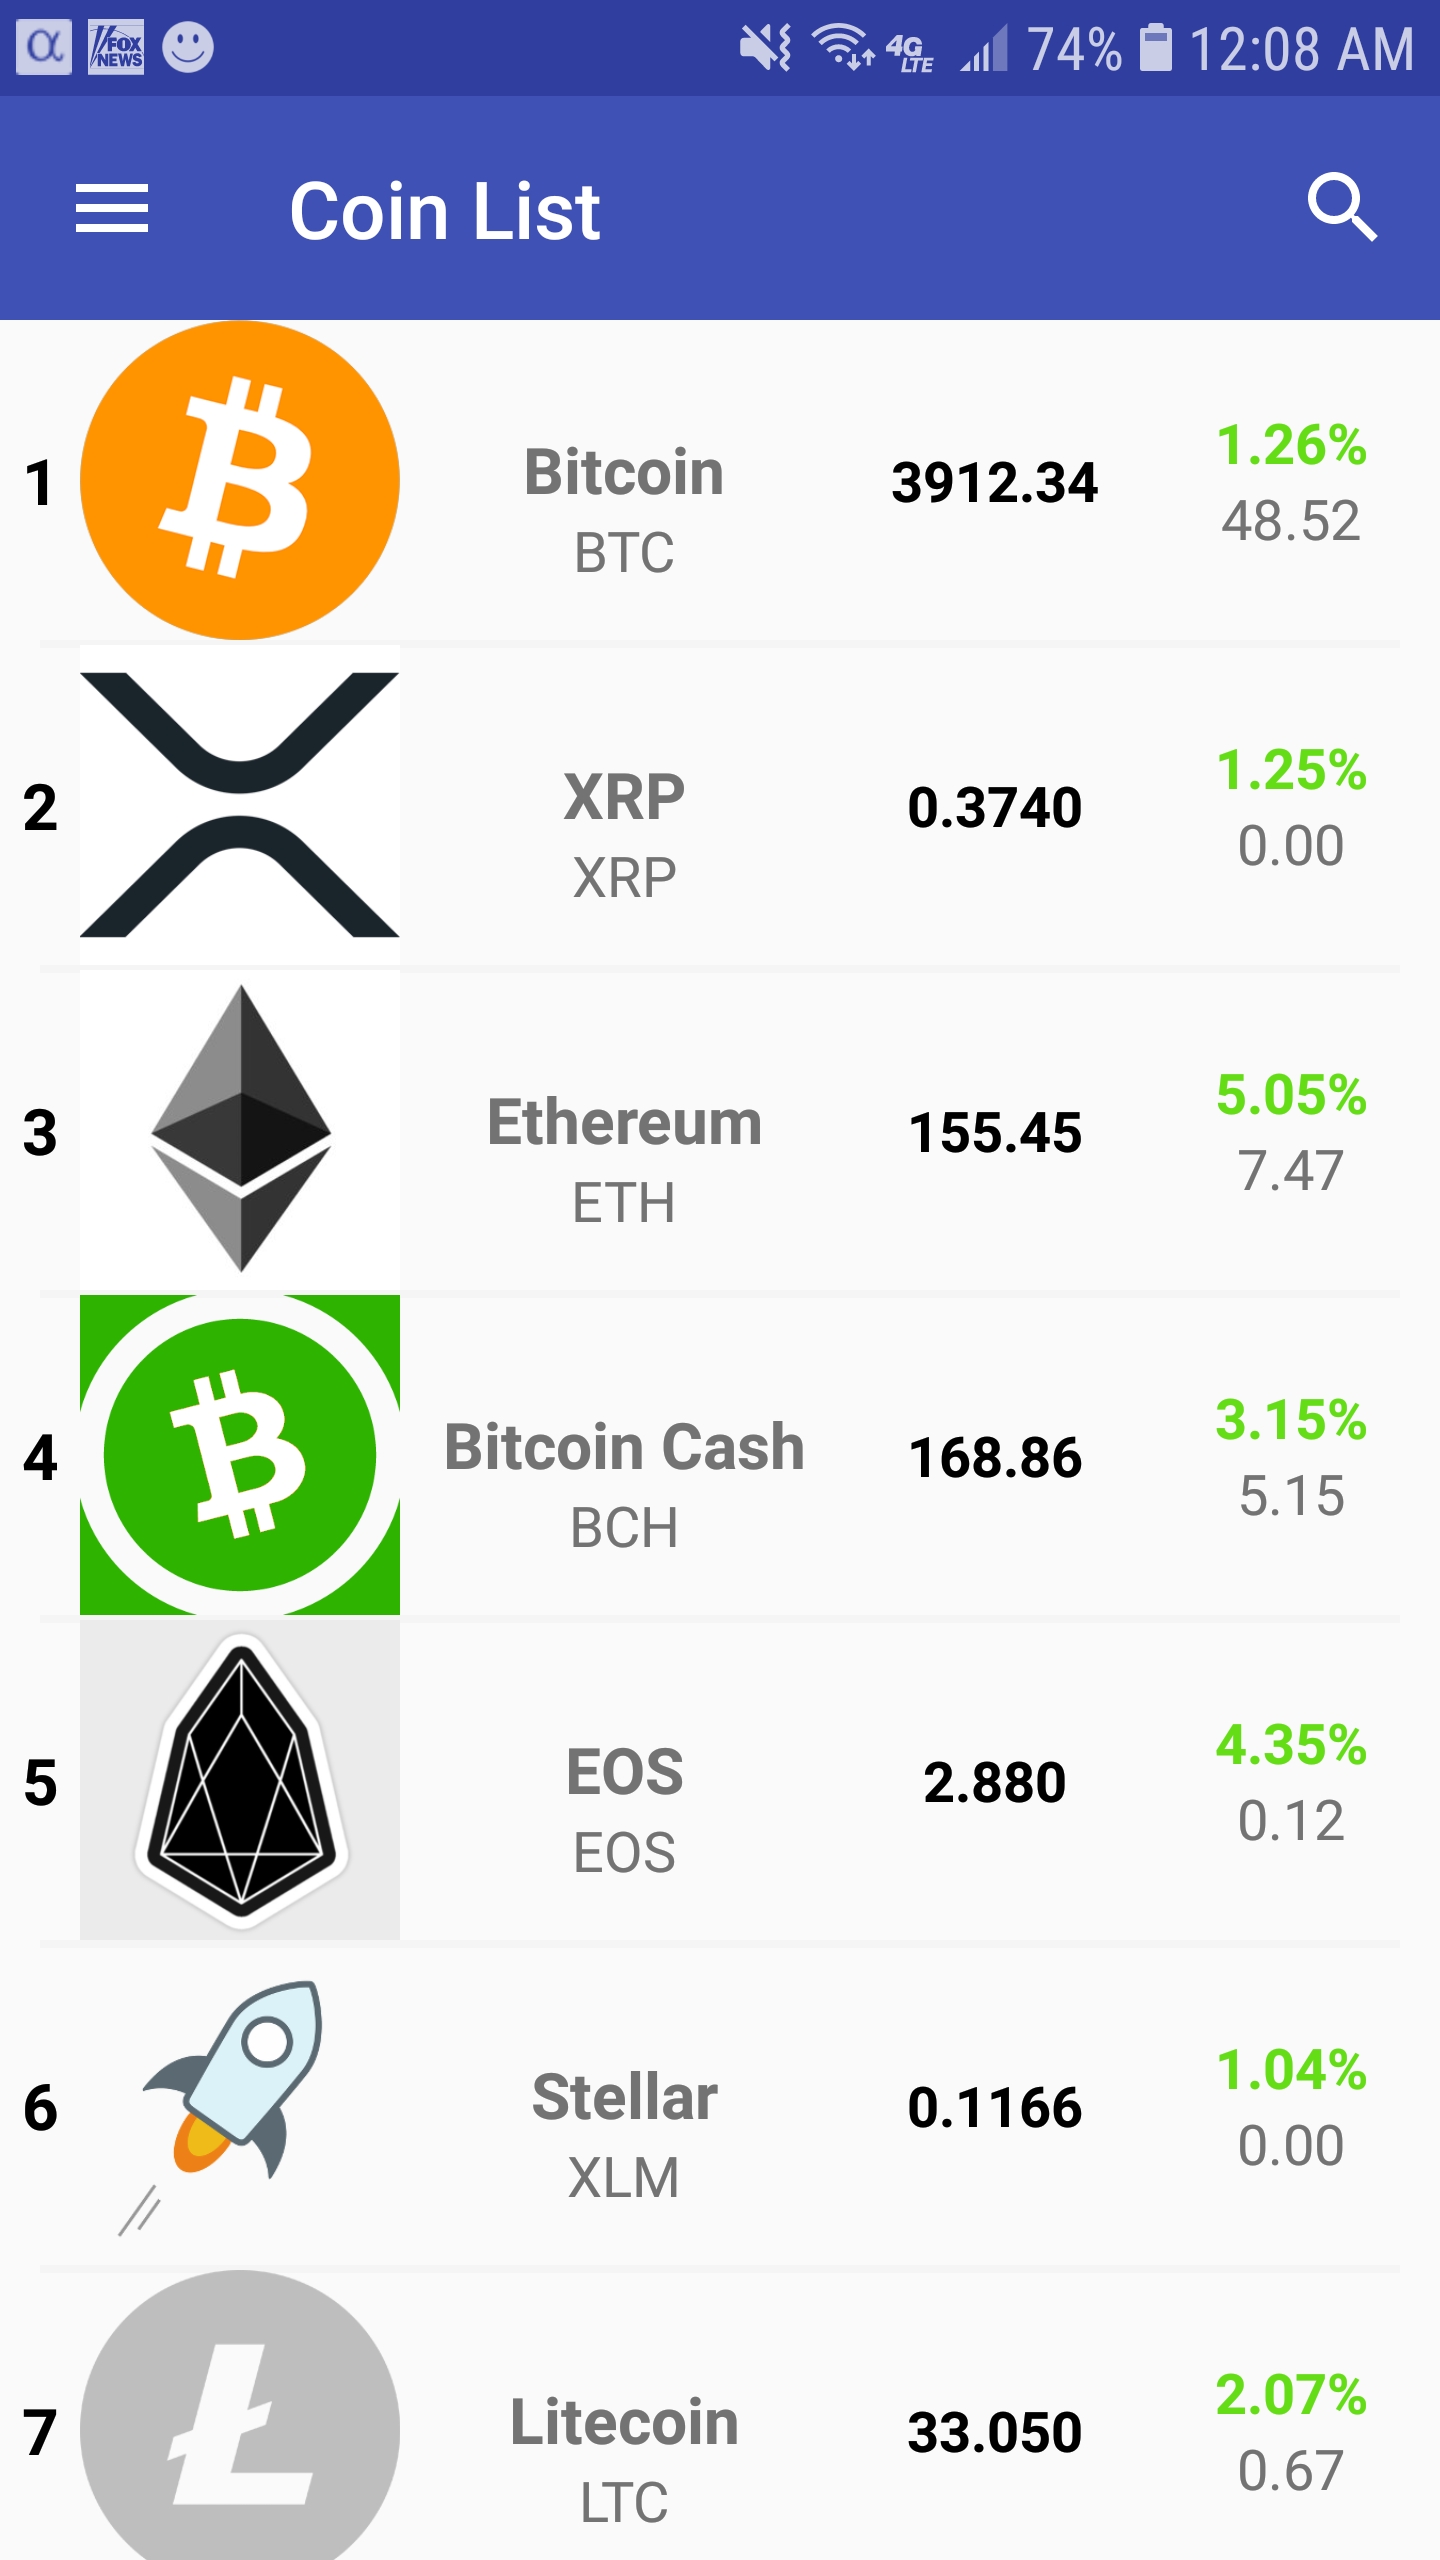 α FOX NEWS 4G LTE 74% 12:08 AM
Coin List
1 Bitcoin 3912.34 1.26%
BTC 48.52
2 XRP 0.3740 1.25%
XRP 0.00
3 Ethereum 155.45 5.05%
ETH 7.47
4 Bitcoin Cash 168.86 3.15%
BCH 5.15
5 EOS 2.880 4.35%
EOS 0.12
6 Stellar 0.1166 1.04%
XLM 0.00
7 Litecoin 33.050 2.07%
LTC 0.67